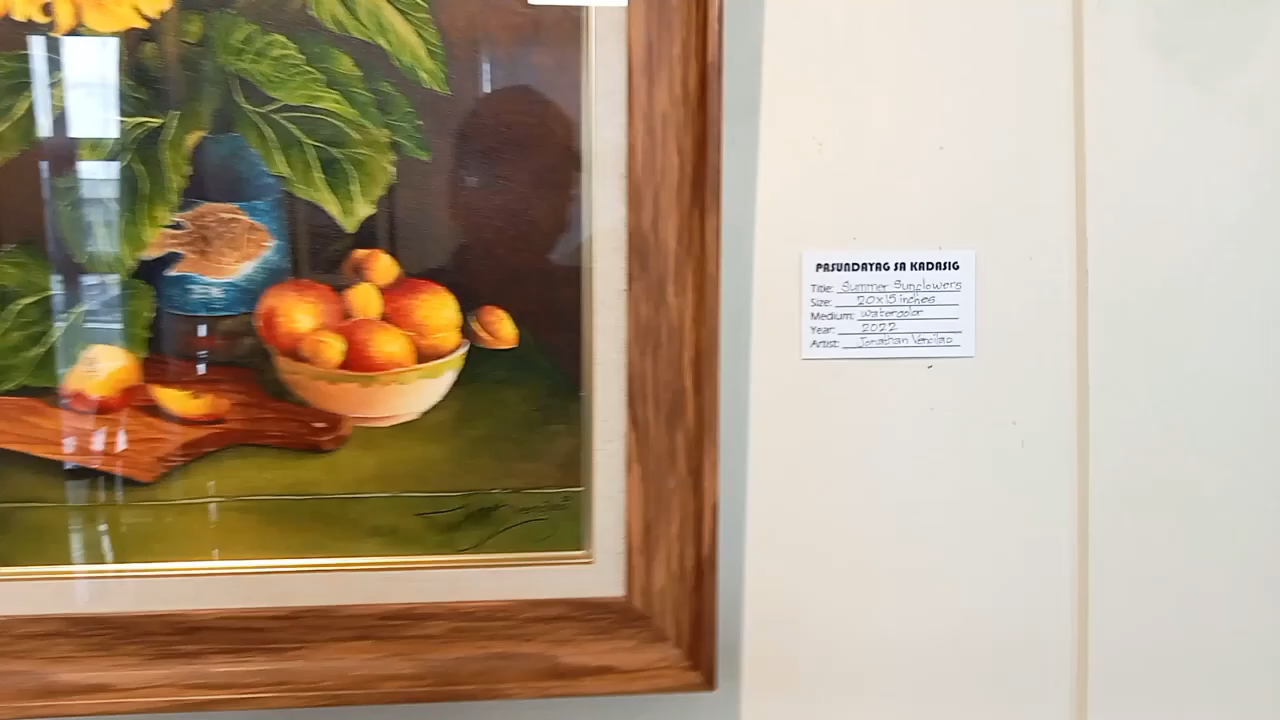 PASUNDAYAG SA KADASIG
Title: Summer Sunflowers
Size: 20x15 inches
Medium: Watercolor
Year: 2022
Artist: Jonathan Vencilao